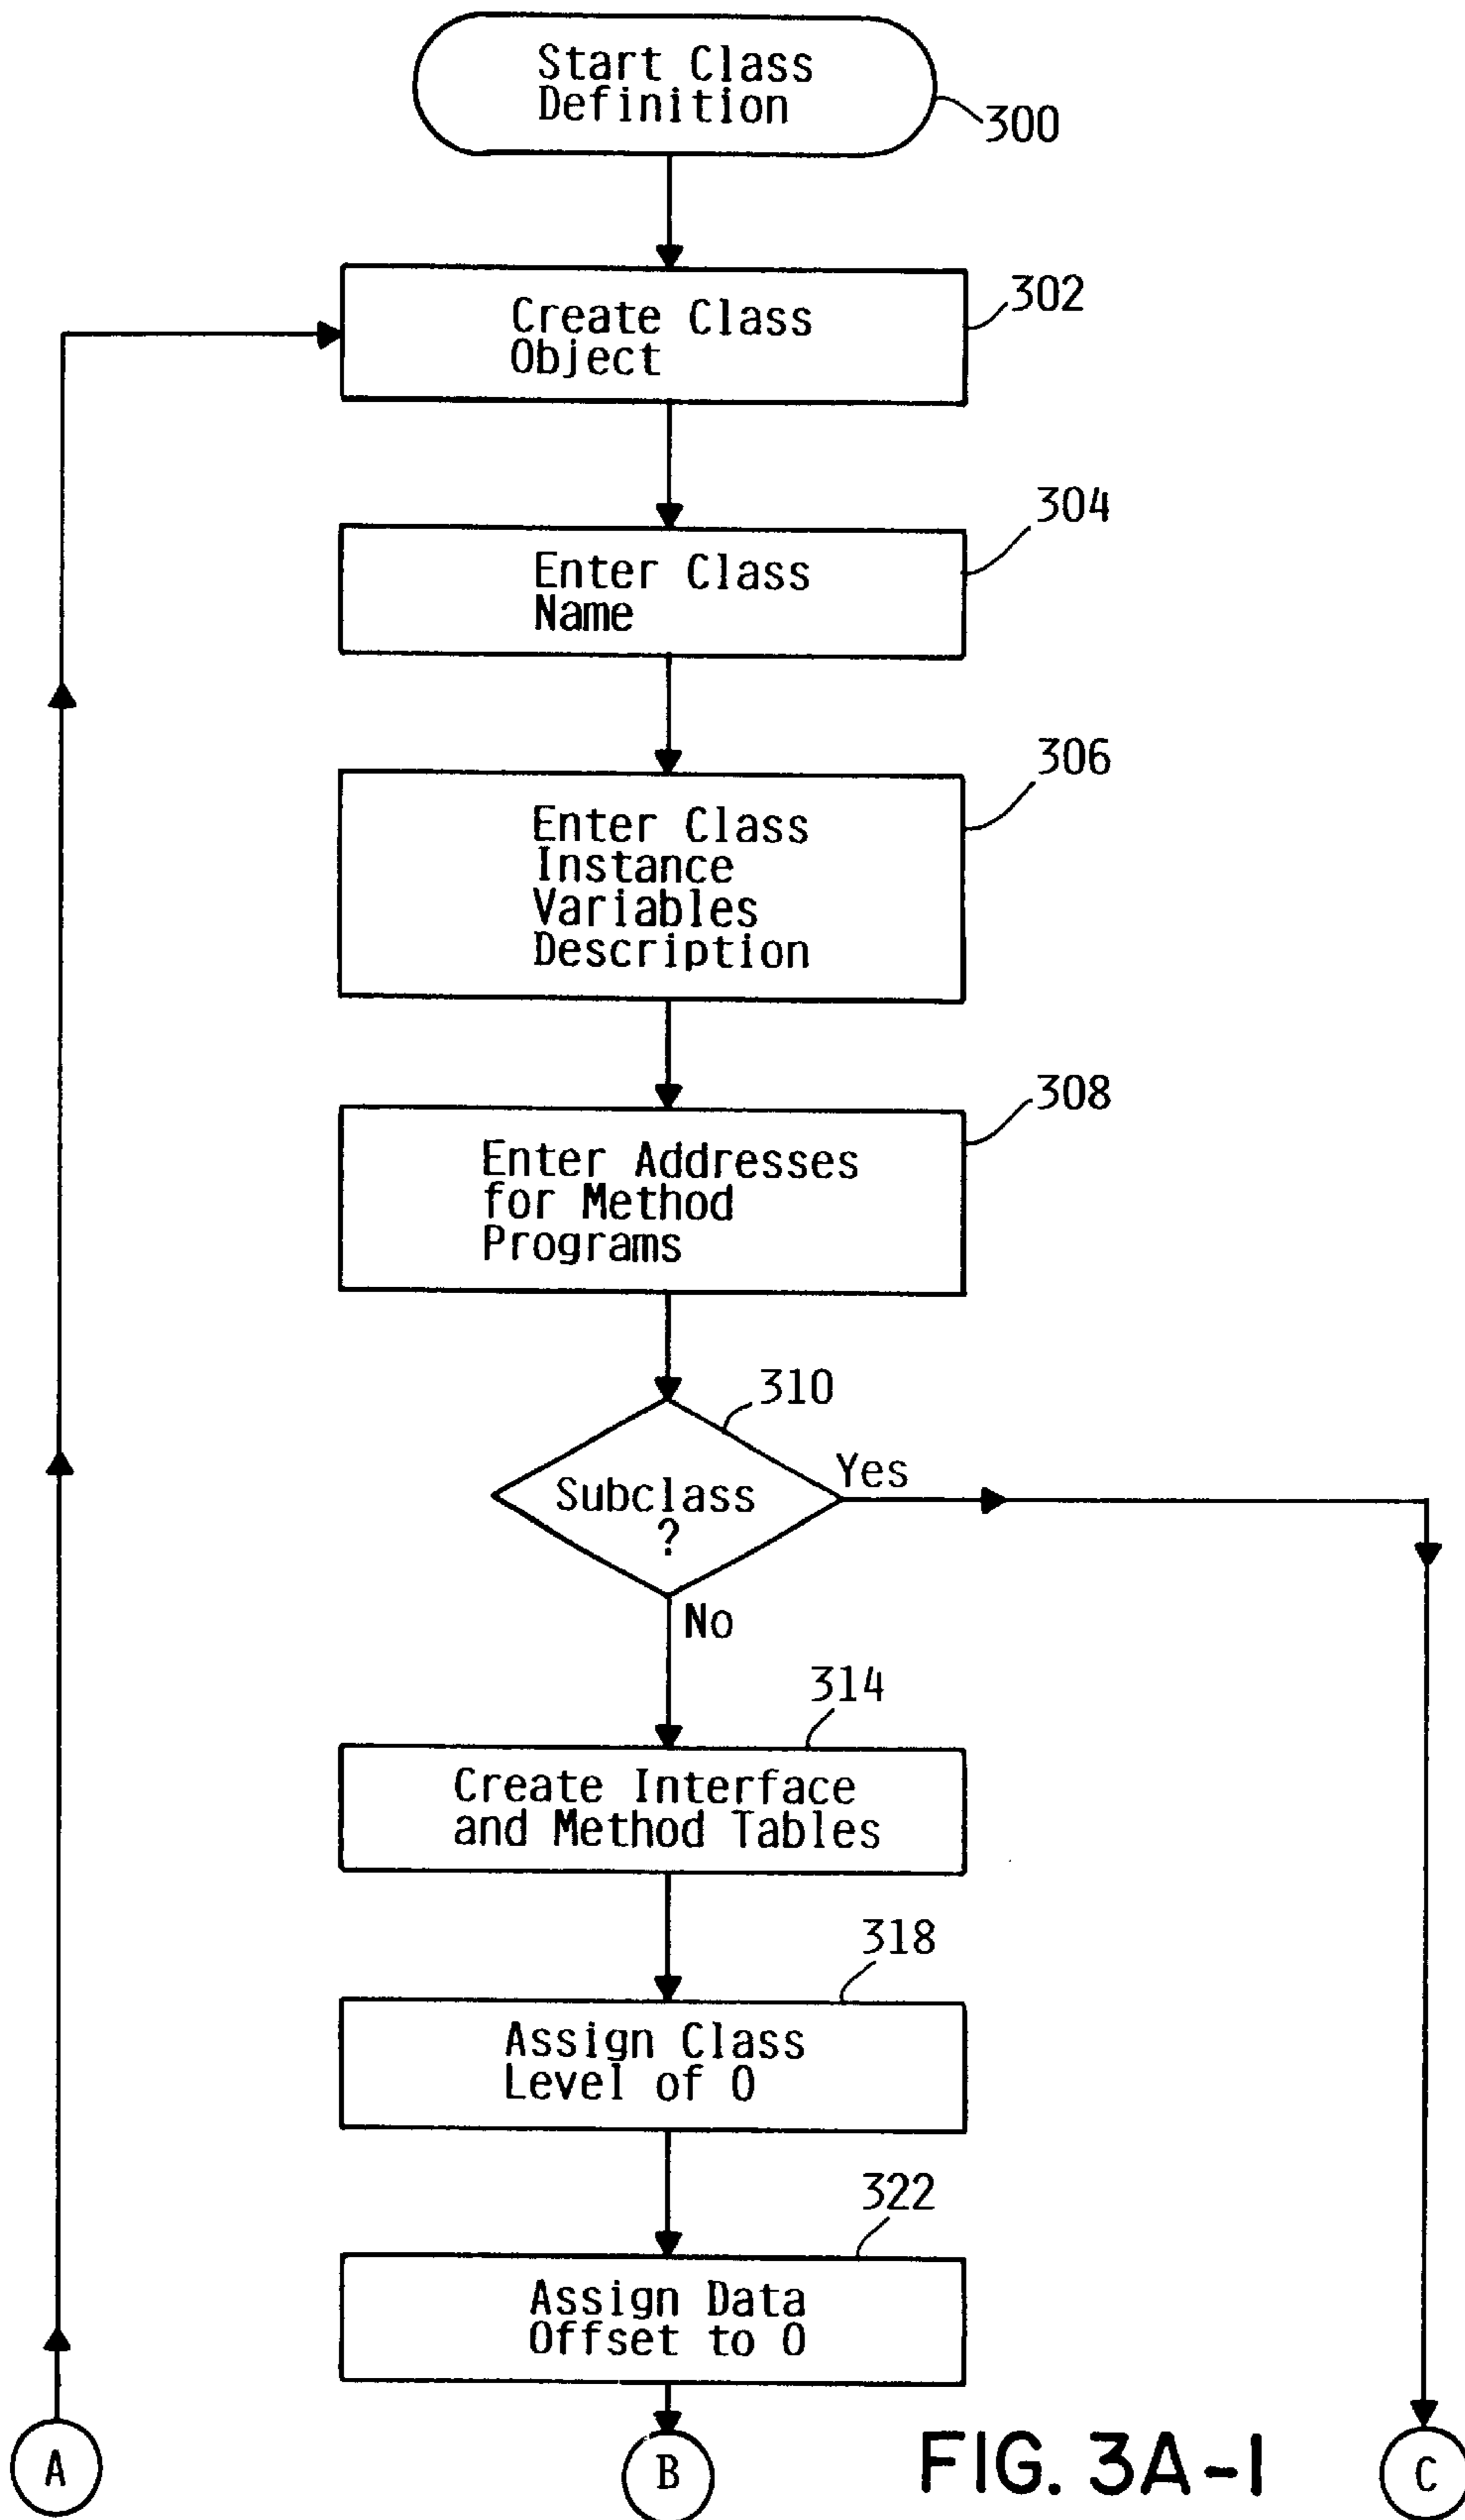 Start Class
Definition
300
Create Class
Object
302
304
Enter Class
Name
306
Enter Class
Instance
Variables
Description
308
Enter Addresses
for Method
Programs
310
Subclass
?
Yes
No
314
Create Interface
and Method Tables
318
Assign Class
Level of 0
322
Assign Data
Offset to 0
A
B
FIG. 3A-1
C